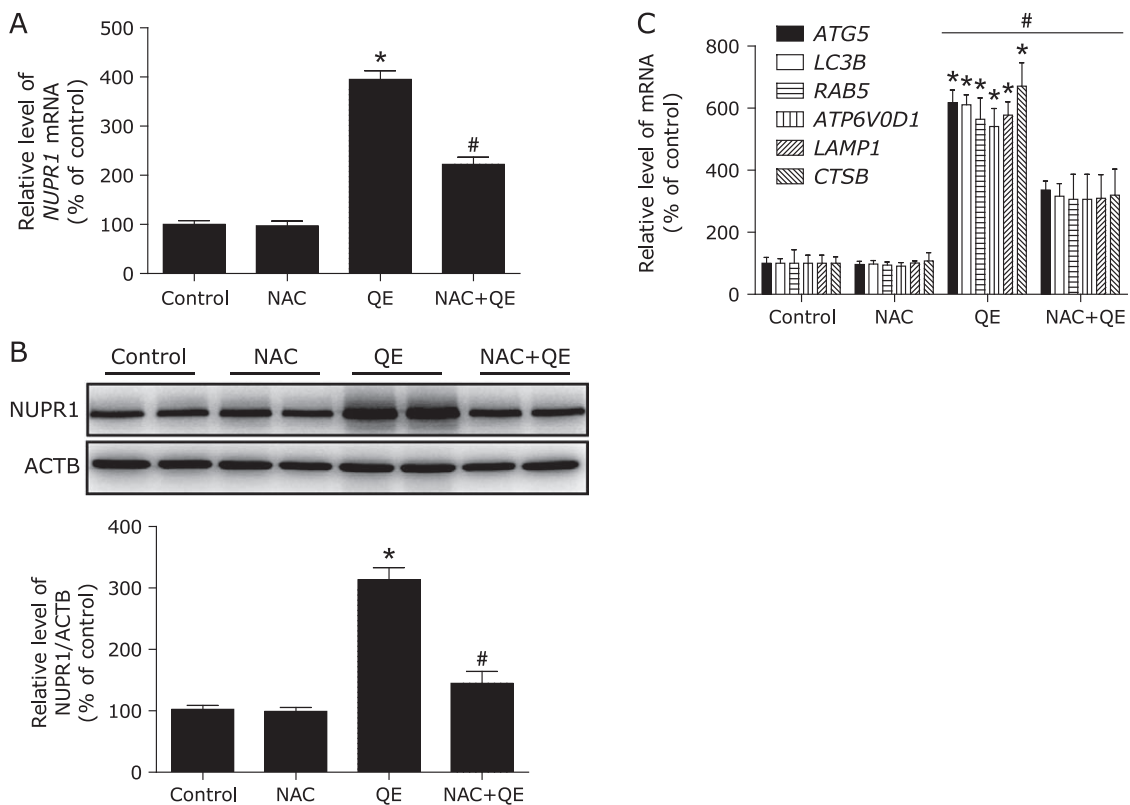 A
Relative level of
NUPR1 mRNA
(% of control)
500
400
300
200
100
0
*
#
Control
NAC
QE
NAC+QE
B
Control
NAC
QE
NAC+QE
NUPR1
ACTB
Relative level of
NUPR1/ACTB
(% of control)
400
300
200
100
0
*
#
Control
NAC
QE
NAC+QE
C
Relative level of mRNA
(% of control)
800
600
400
200
0
ATG5
LC3B
RAB5
ATP6V0D1
LAMP1
CTSB
#
* * * * * *
Control
NAC
QE
NAC+QE